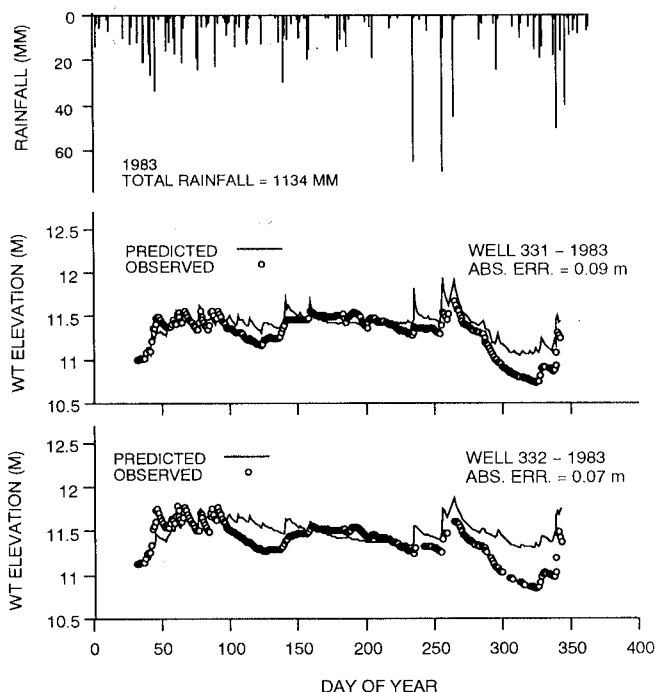 RAINFALL (MM)
0
20
40
60
1983
TOTAL RAINFALL = 1134 MM
WT ELEVATION (M)
12.5
12
11.5
11
10.5
PREDICTED
OBSERVED
WELL 331 – 1983
ABS. ERR. = 0.09 m
WT ELEVATION (M)
12.5
12
11.5
11
10.5
PREDICTED
OBSERVED
WELL 332 – 1983
ABS. ERR. = 0.07 m
0 50 100 150 200 250 300 350 400
DAY OF YEAR